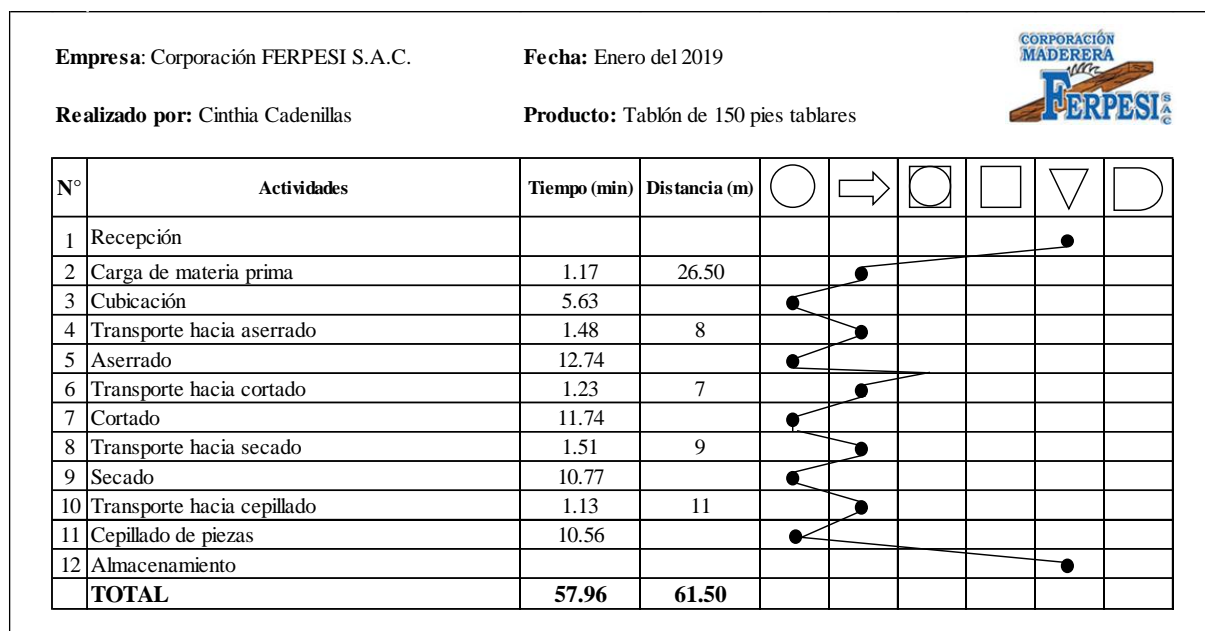 Empresa: Corporación FERPESI S.A.C. Fecha: Enero del 2019
CORPORACIÓN
MADERERA
FERPESI SAC
Realizado por: Cinthia Cadenillas Producto: Tablón de 150 pies tablares
N° Actividades Tiempo (min) Distancia (m)
1 Recepción
2 Carga de materia prima 1.17 26.50
3 Cubicación 5.63
4 Transporte hacia aserrado 1.48 8
5 Aserrado 12.74
6 Transporte hacia cortado 1.23 7
7 Cortado 11.74
8 Transporte hacia secado 1.51 9
9 Secado 10.77
10 Transporte hacia cepillado 1.13 11
11 Cepillado de piezas 10.56
12 Almacenamiento
TOTAL 57.96 61.50